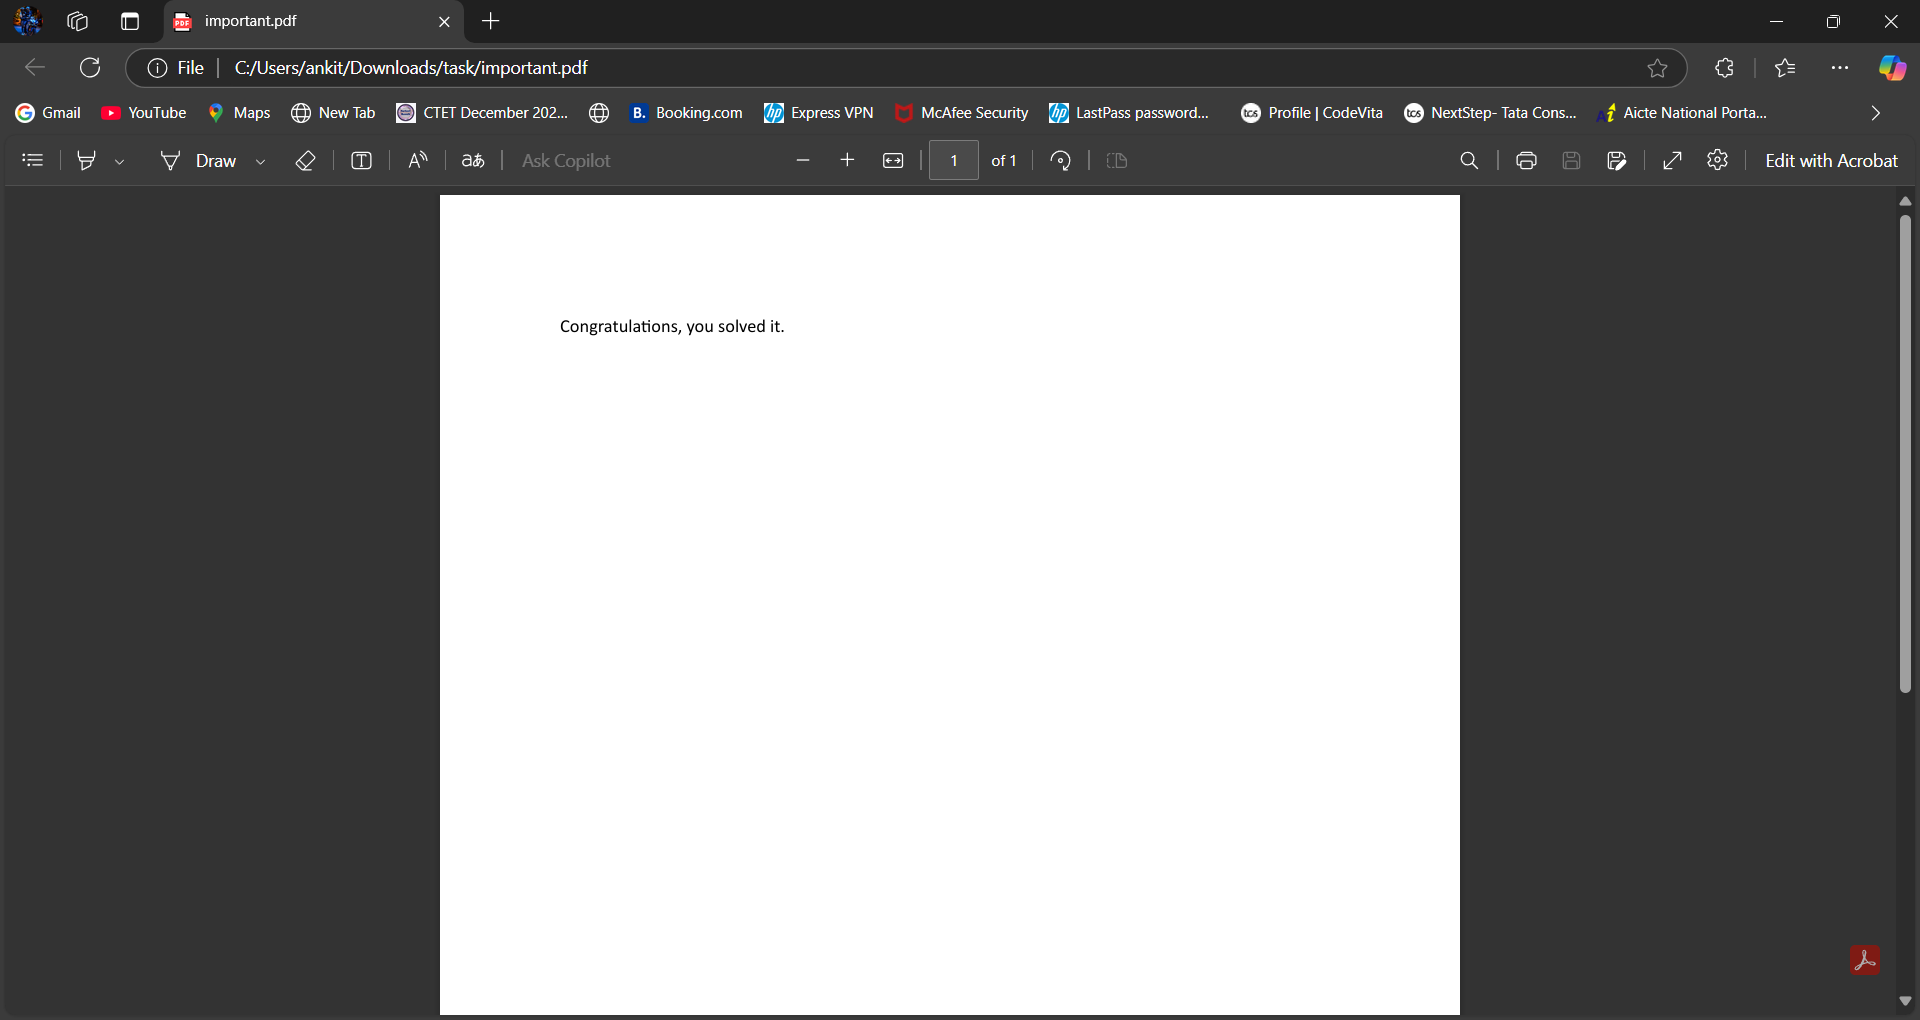 important.pdf
File C:/Users/ankit/Downloads/task/important.pdf
Gmail YouTube Maps New Tab CTET December 202... Booking.com Express VPN McAfee Security LastPass password... Profile | CodeVita NextStep- Tata Cons... Aicte National Porta...
Draw Ask Copilot 1 of 1 Edit with Acrobat
Congratulations, you solved it.